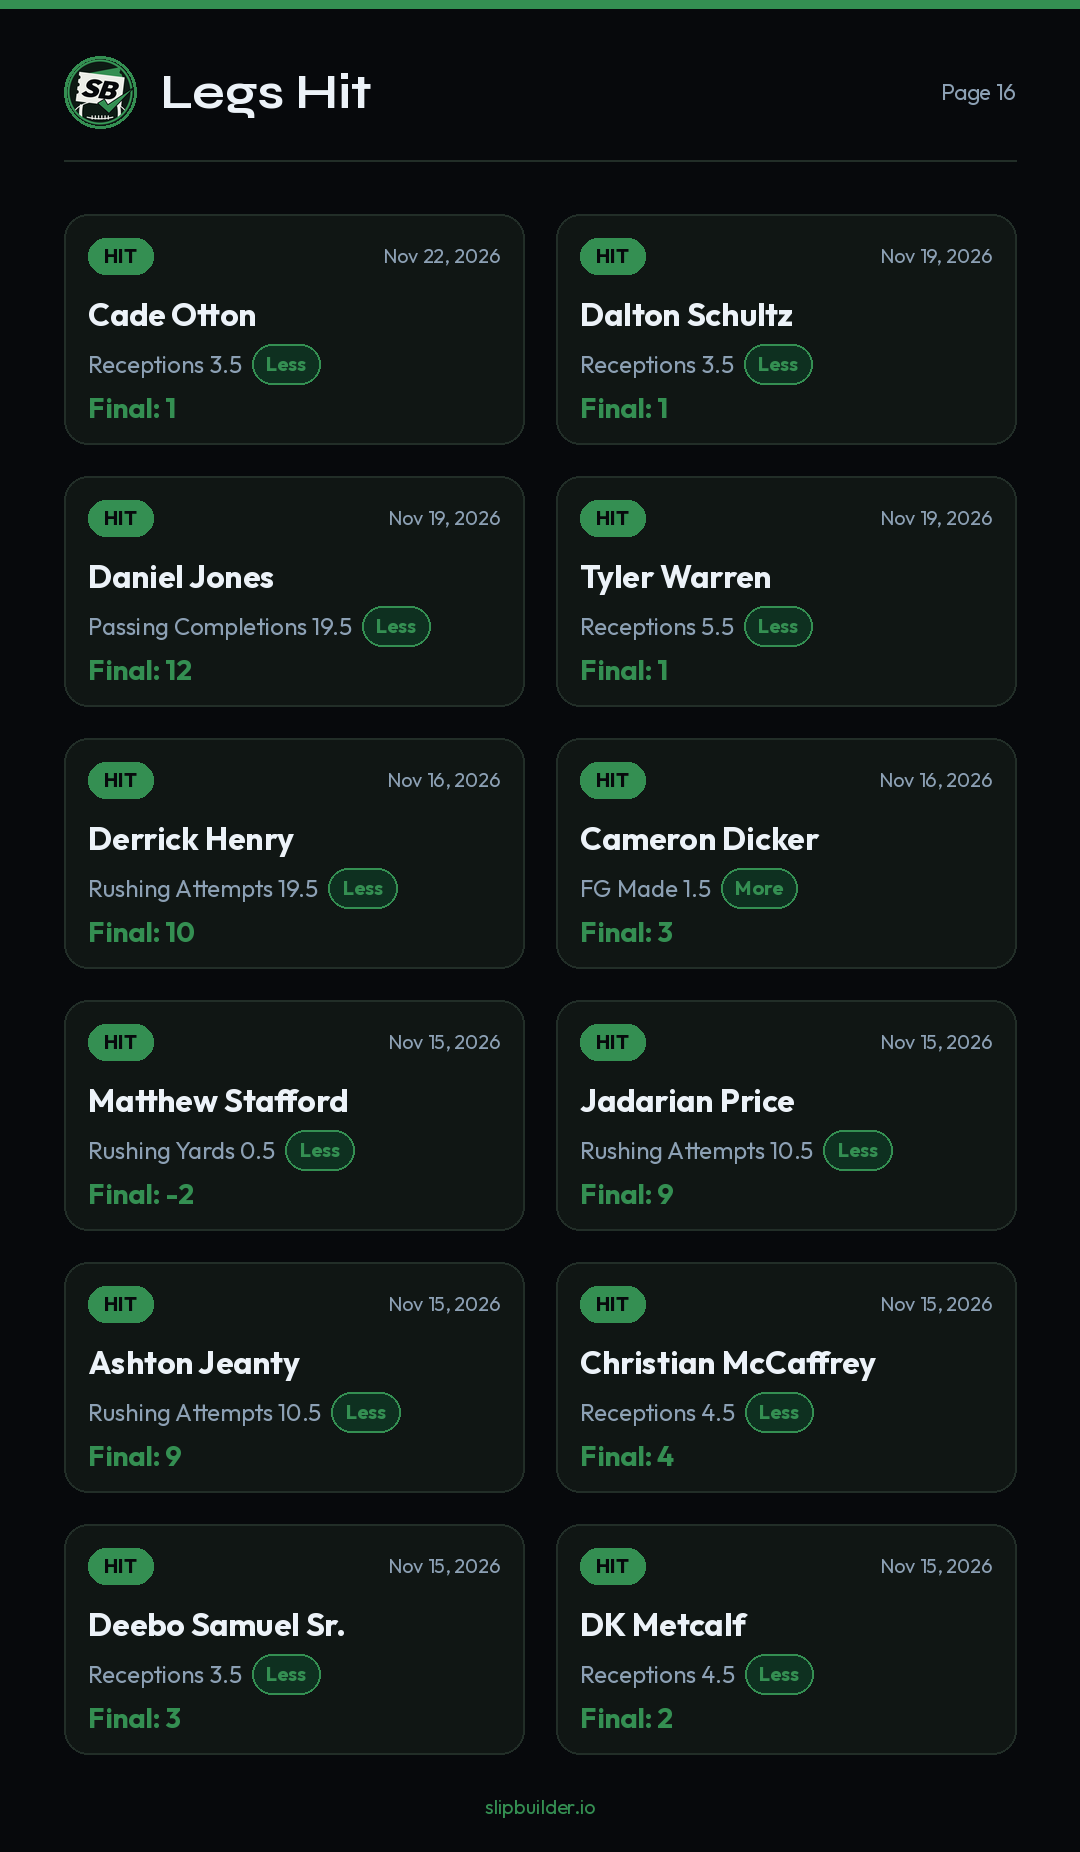 SB
Legs Hit
Page 16
HIT
Nov 22, 2026
Cade Otton
Receptions 3.5 Less
Final: 1
HIT
Nov 19, 2026
Dalton Schultz
Receptions 3.5 Less
Final: 1
HIT
Nov 19, 2026
Daniel Jones
Passing Completions 19.5 Less
Final: 12
HIT
Nov 19, 2026
Tyler Warren
Receptions 5.5 Less
Final: 1
HIT
Nov 16, 2026
Derrick Henry
Rushing Attempts 19.5 Less
Final: 10
HIT
Nov 16, 2026
Cameron Dicker
FG Made 1.5 More
Final: 3
HIT
Nov 15, 2026
Matthew Stafford
Rushing Yards 0.5 Less
Final: -2
HIT
Nov 15, 2026
Jadarian Price
Rushing Attempts 10.5 Less
Final: 9
HIT
Nov 15, 2026
Ashton Jeanty
Rushing Attempts 10.5 Less
Final: 9
HIT
Nov 15, 2026
Christian McCaffrey
Receptions 4.5 Less
Final: 4
HIT
Nov 15, 2026
Deebo Samuel Sr.
Receptions 3.5 Less
Final: 3
HIT
Nov 15, 2026
DK Metcalf
Receptions 4.5 Less
Final: 2
slipbuilder.io